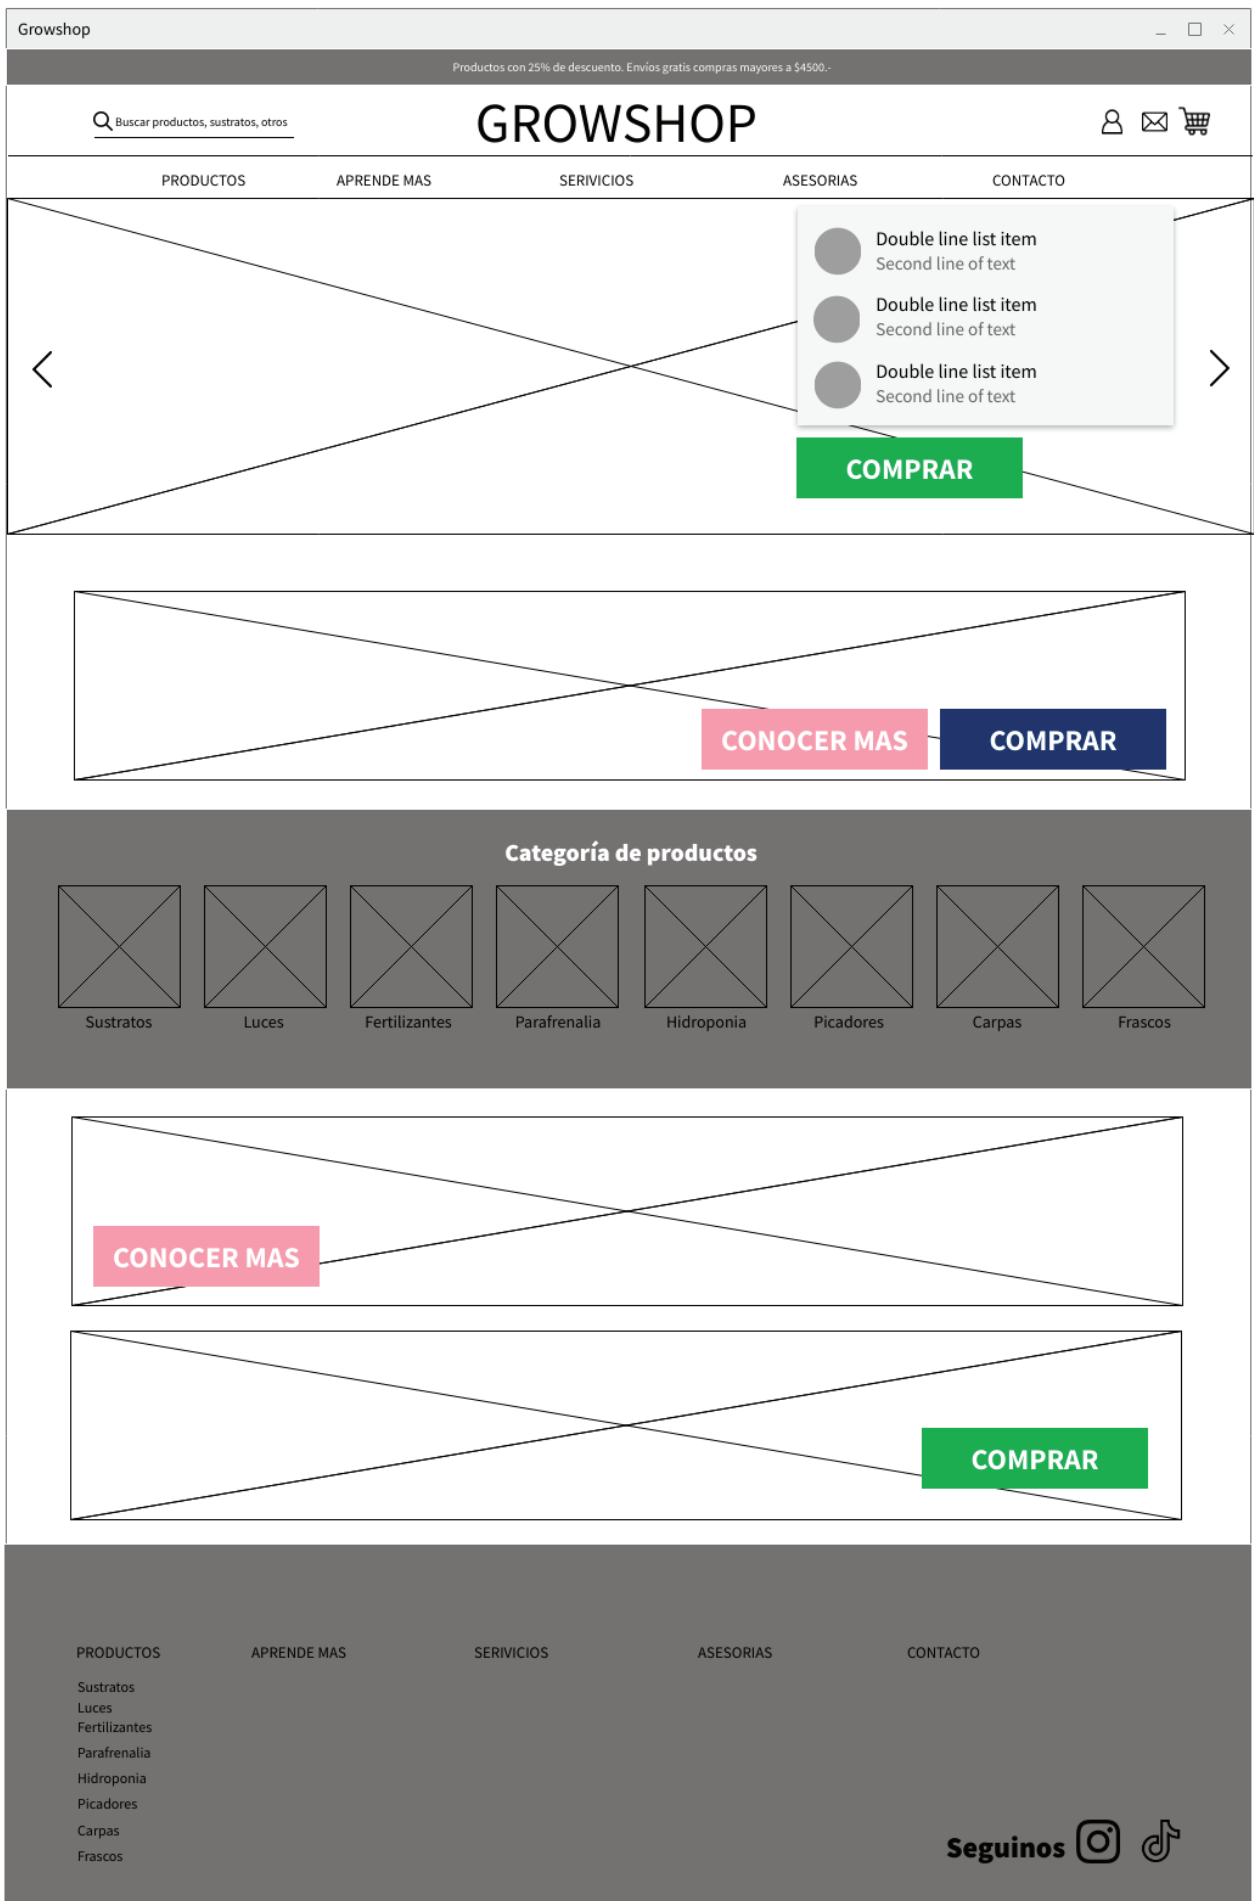 Growshop
Productos con 25% de descuento. Envíos gratis compras mayores a $4500.-
Buscar productos, sustratos, otros
GROWSHOP
PRODUCTOS APRENDE MAS SERIVICIOS ASESORIAS CONTACTO
Double line list item
Second line of text
Double line list item
Second line of text
Double line list item
Second line of text
COMPRAR
CONOCER MAS COMPRAR
Categoría de productos
Sustratos Luces Fertilizantes Parafrenalia Hidroponia Picadores Carpas Frascos
CONOCER MAS
COMPRAR
PRODUCTOS APRENDE MAS SERIVICIOS ASESORIAS CONTACTO
Sustratos
Luces
Fertilizantes
Parafrenalia
Hidroponia
Picadores
Carpas
Frascos
Seguinos